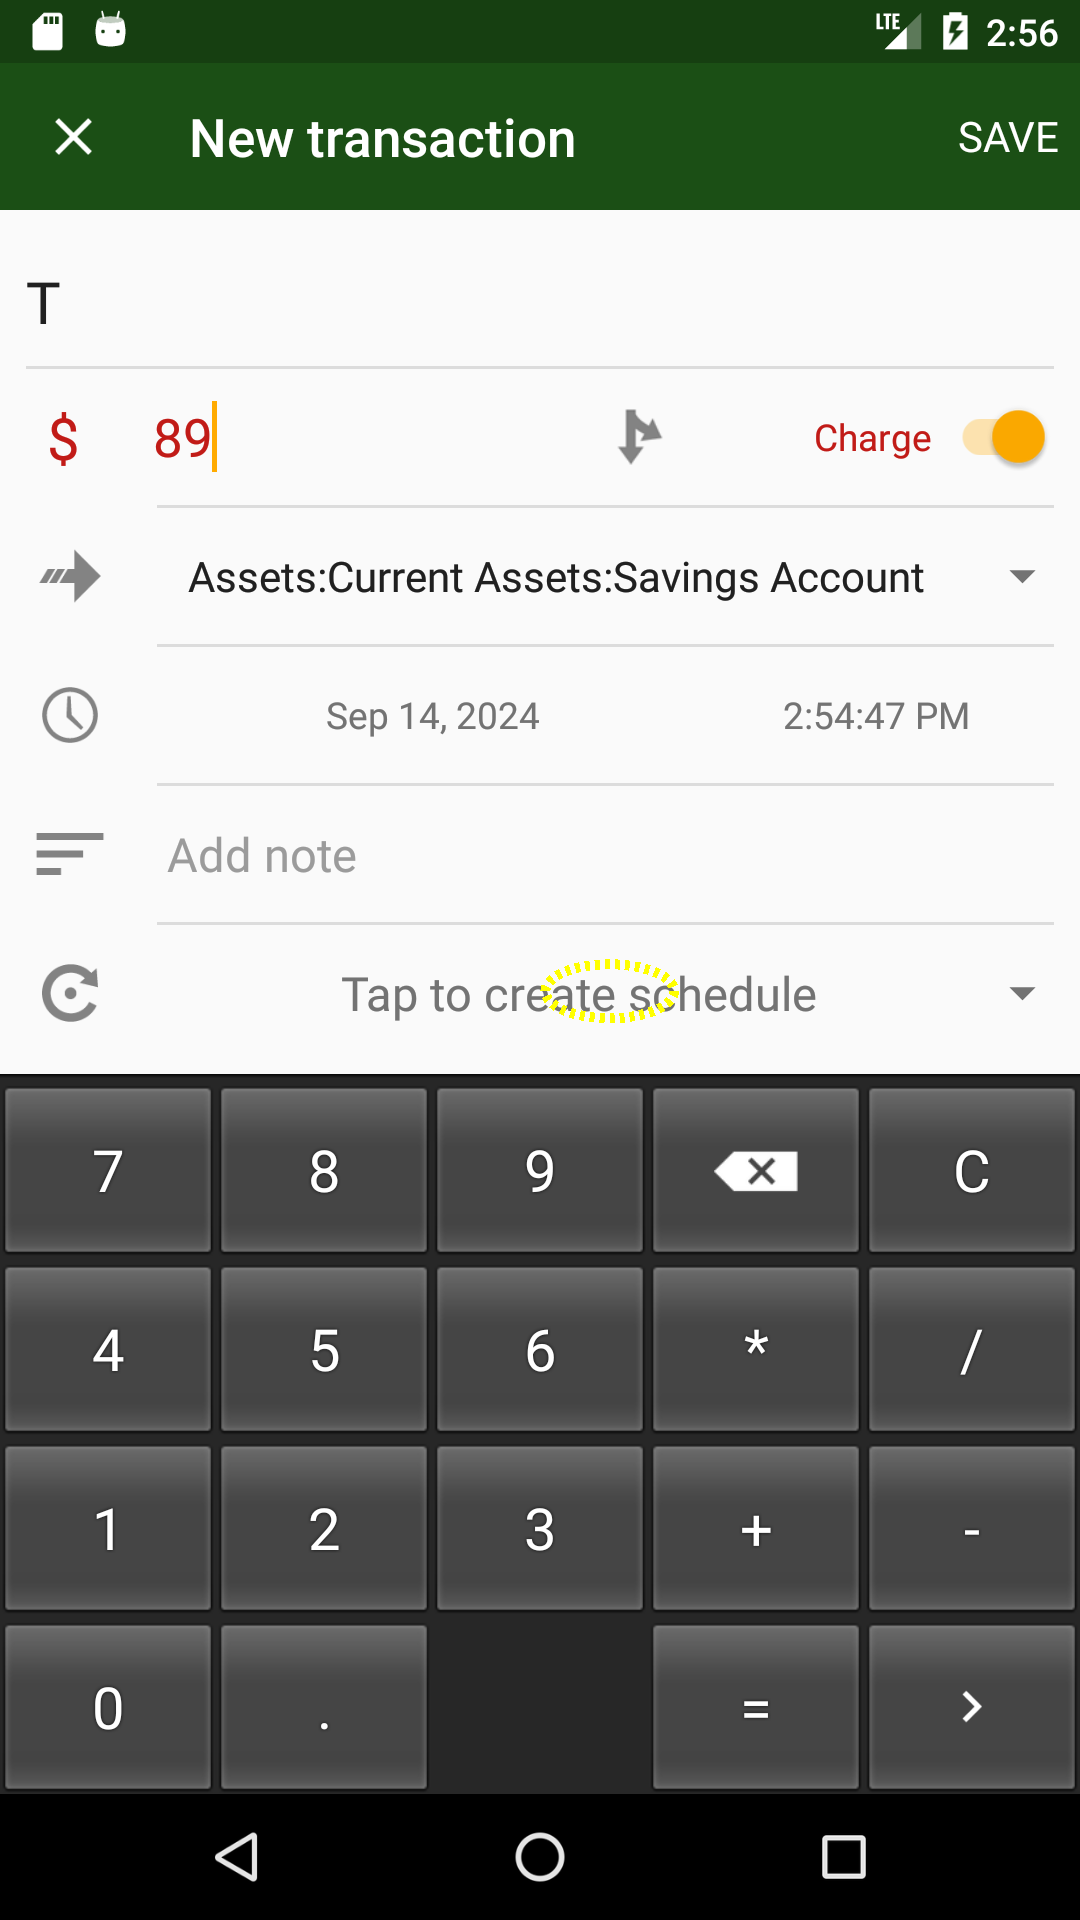 LTE 2:56
New transaction SAVE
T
$ 89 Charge
Assets:Current Assets:Savings Account
Sep 14, 2024 2:54:47 PM
Add note
Tap to create schedule
7 8 9 C
4 5 6 * /
1 2 3 + -
0 . = >